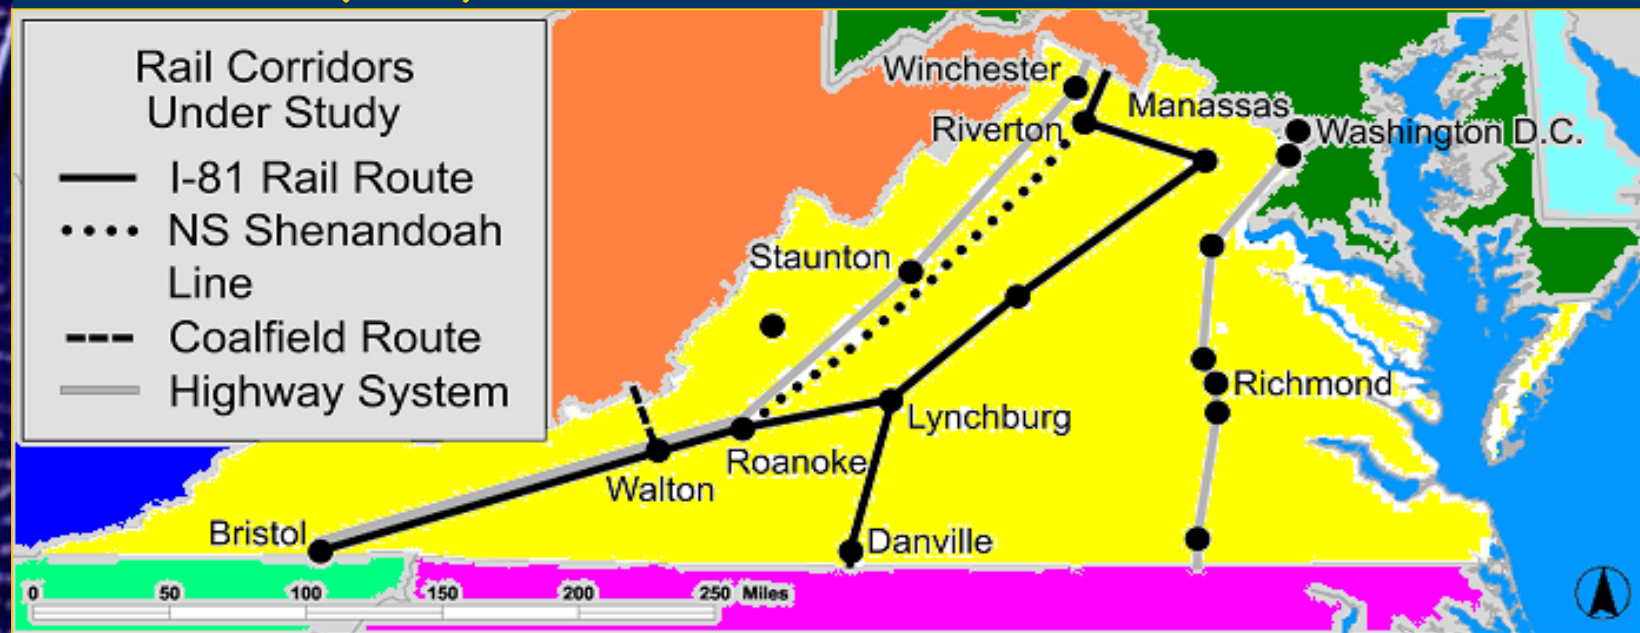 Rail Corridors
Under Study
I-81 Rail Route
NS Shenandoah
Line
Coalfield Route
Highway System
Winchester
Manassas
Riverton
Washington D.C.
Staunton
Richmond
Lynchburg
Roanoke
Walton
Bristol
Danville
0 50 100 150 200 250 Miles